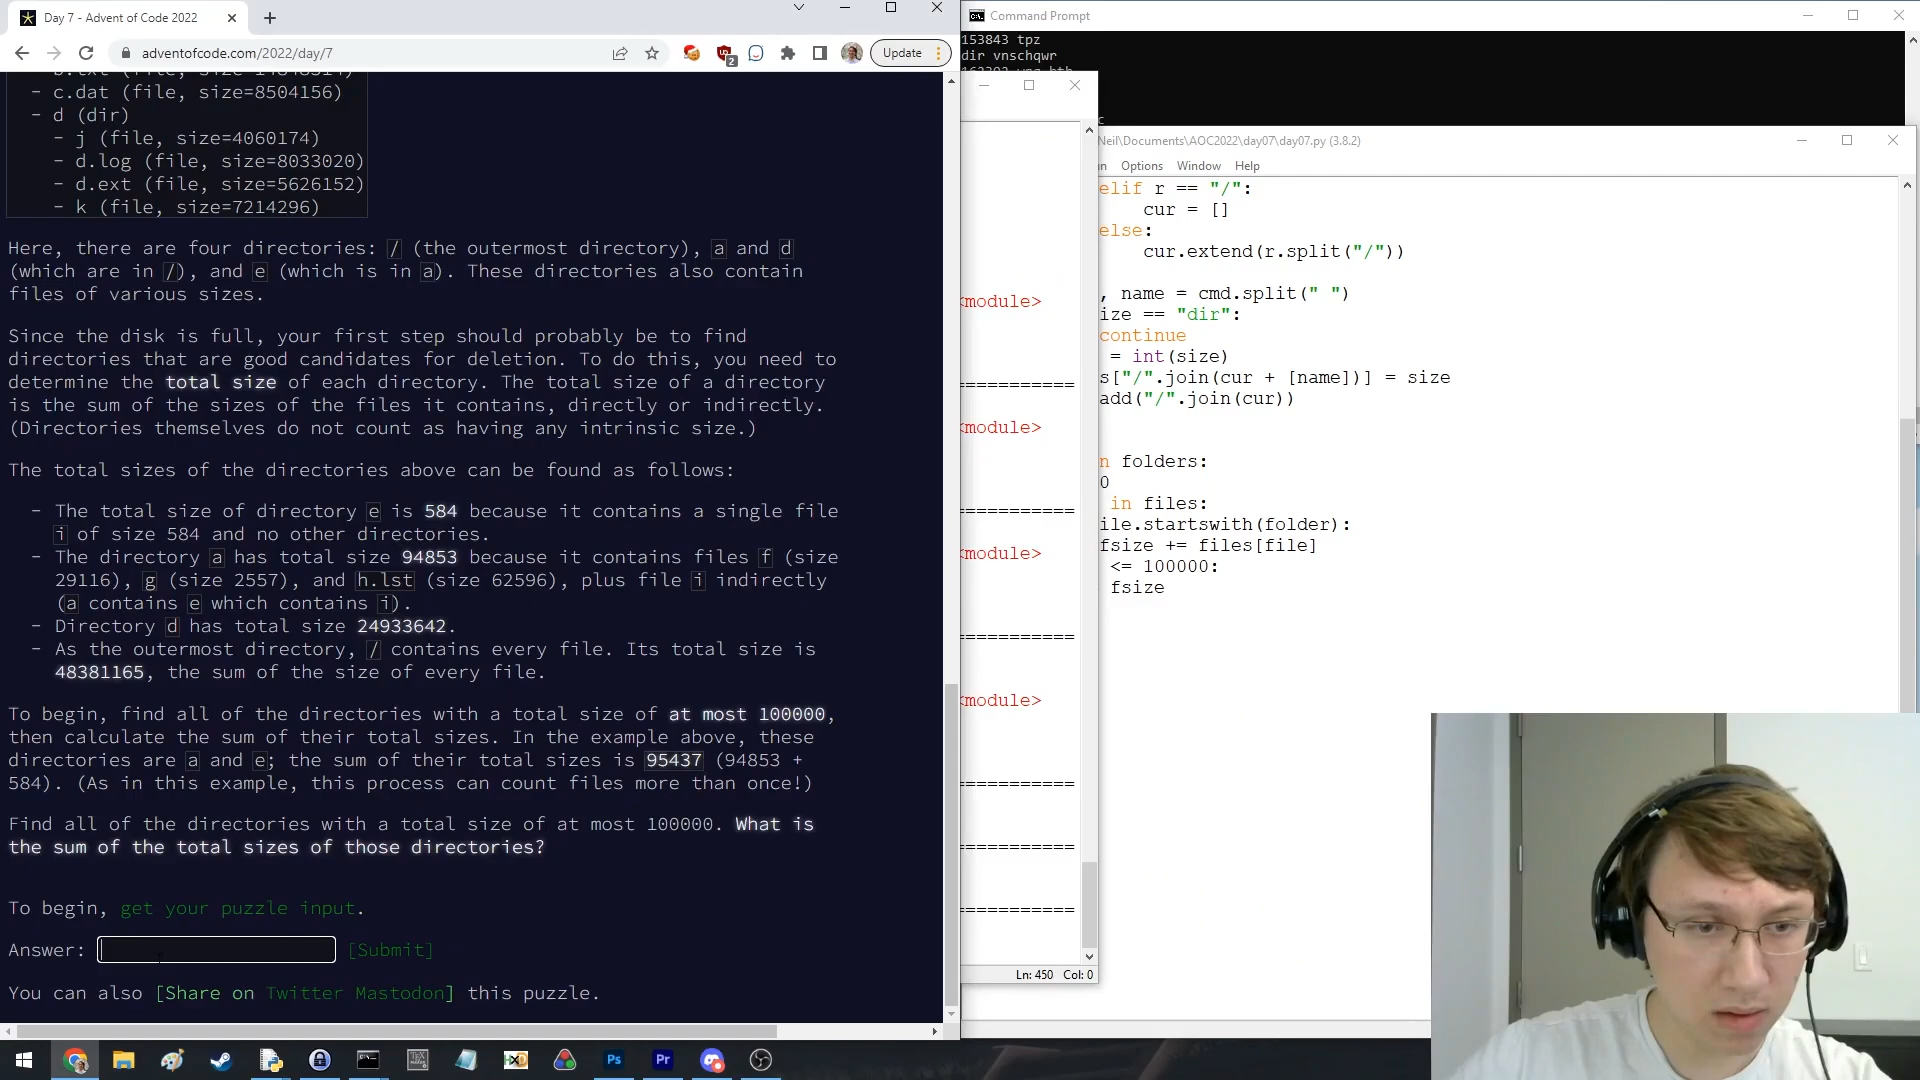 Day 7 - Advent of Code 2022
adventofcode.com/2022/day/7
2
Update
- c.dat (file, size=8504156)
- d (dir)
- j (file, size=4060174)
- d.log (file, size=8033020)
- d.ext (file, size=5626152)
- k (file, size=7214296)
Here, there are four directories: / (the outermost directory), a and d
(which are in /), and e (which is in a). These directories also contain
files of various sizes.
Since the disk is full, your first step should probably be to find
directories that are good candidates for deletion. To do this, you need to
determine the total size of each directory. The total size of a directory
is the sum of the sizes of the files it contains, directly or indirectly.
(Directories themselves do not count as having any intrinsic size.)
The total sizes of the directories above can be found as follows:
- The total size of directory e is 584 because it contains a single file
i of size 584 and no other directories.
- The directory a has total size 94853 because it contains files f (size
29116), g (size 2557), and h.lst (size 62596), plus file i indirectly
(a contains e which contains i).
- Directory d has total size 24933642.
- As the outermost directory, / contains every file. Its total size is
48381165, the sum of the size of every file.
To begin, find all of the directories with a total size of at most 100000,
then calculate the sum of their total sizes. In the example above, these
directories are a and e; the sum of their total sizes is 95437 (94853 +
584). (As in this example, this process can count files more than once!)
Find all of the directories with a total size of at most 100000. What is
the sum of the total sizes of those directories?
To begin, get your puzzle input.
Answer: [Submit]
You can also [Share on Twitter Mastodon] this puzzle.
Command Prompt
153843 tpz
dir vnschqwr
<module>
===========
<module>
===========
<module>
===========
<module>
===========
===========
===========
Ln: 450 Col: 0
Neil\Documents\AOC2022\day07\day07.py (3.8.2)
Options Window Help
elif r == "/":
cur = []
else:
cur.extend(r.split("/"))
, name = cmd.split(" ")
ize == "dir":
continue
= int(size)
s["/".join(cur + [name])] = size
add("/".join(cur))
n folders:
0
in files:
ile.startswith(folder):
fsize += files[file]
<= 100000:
fsize